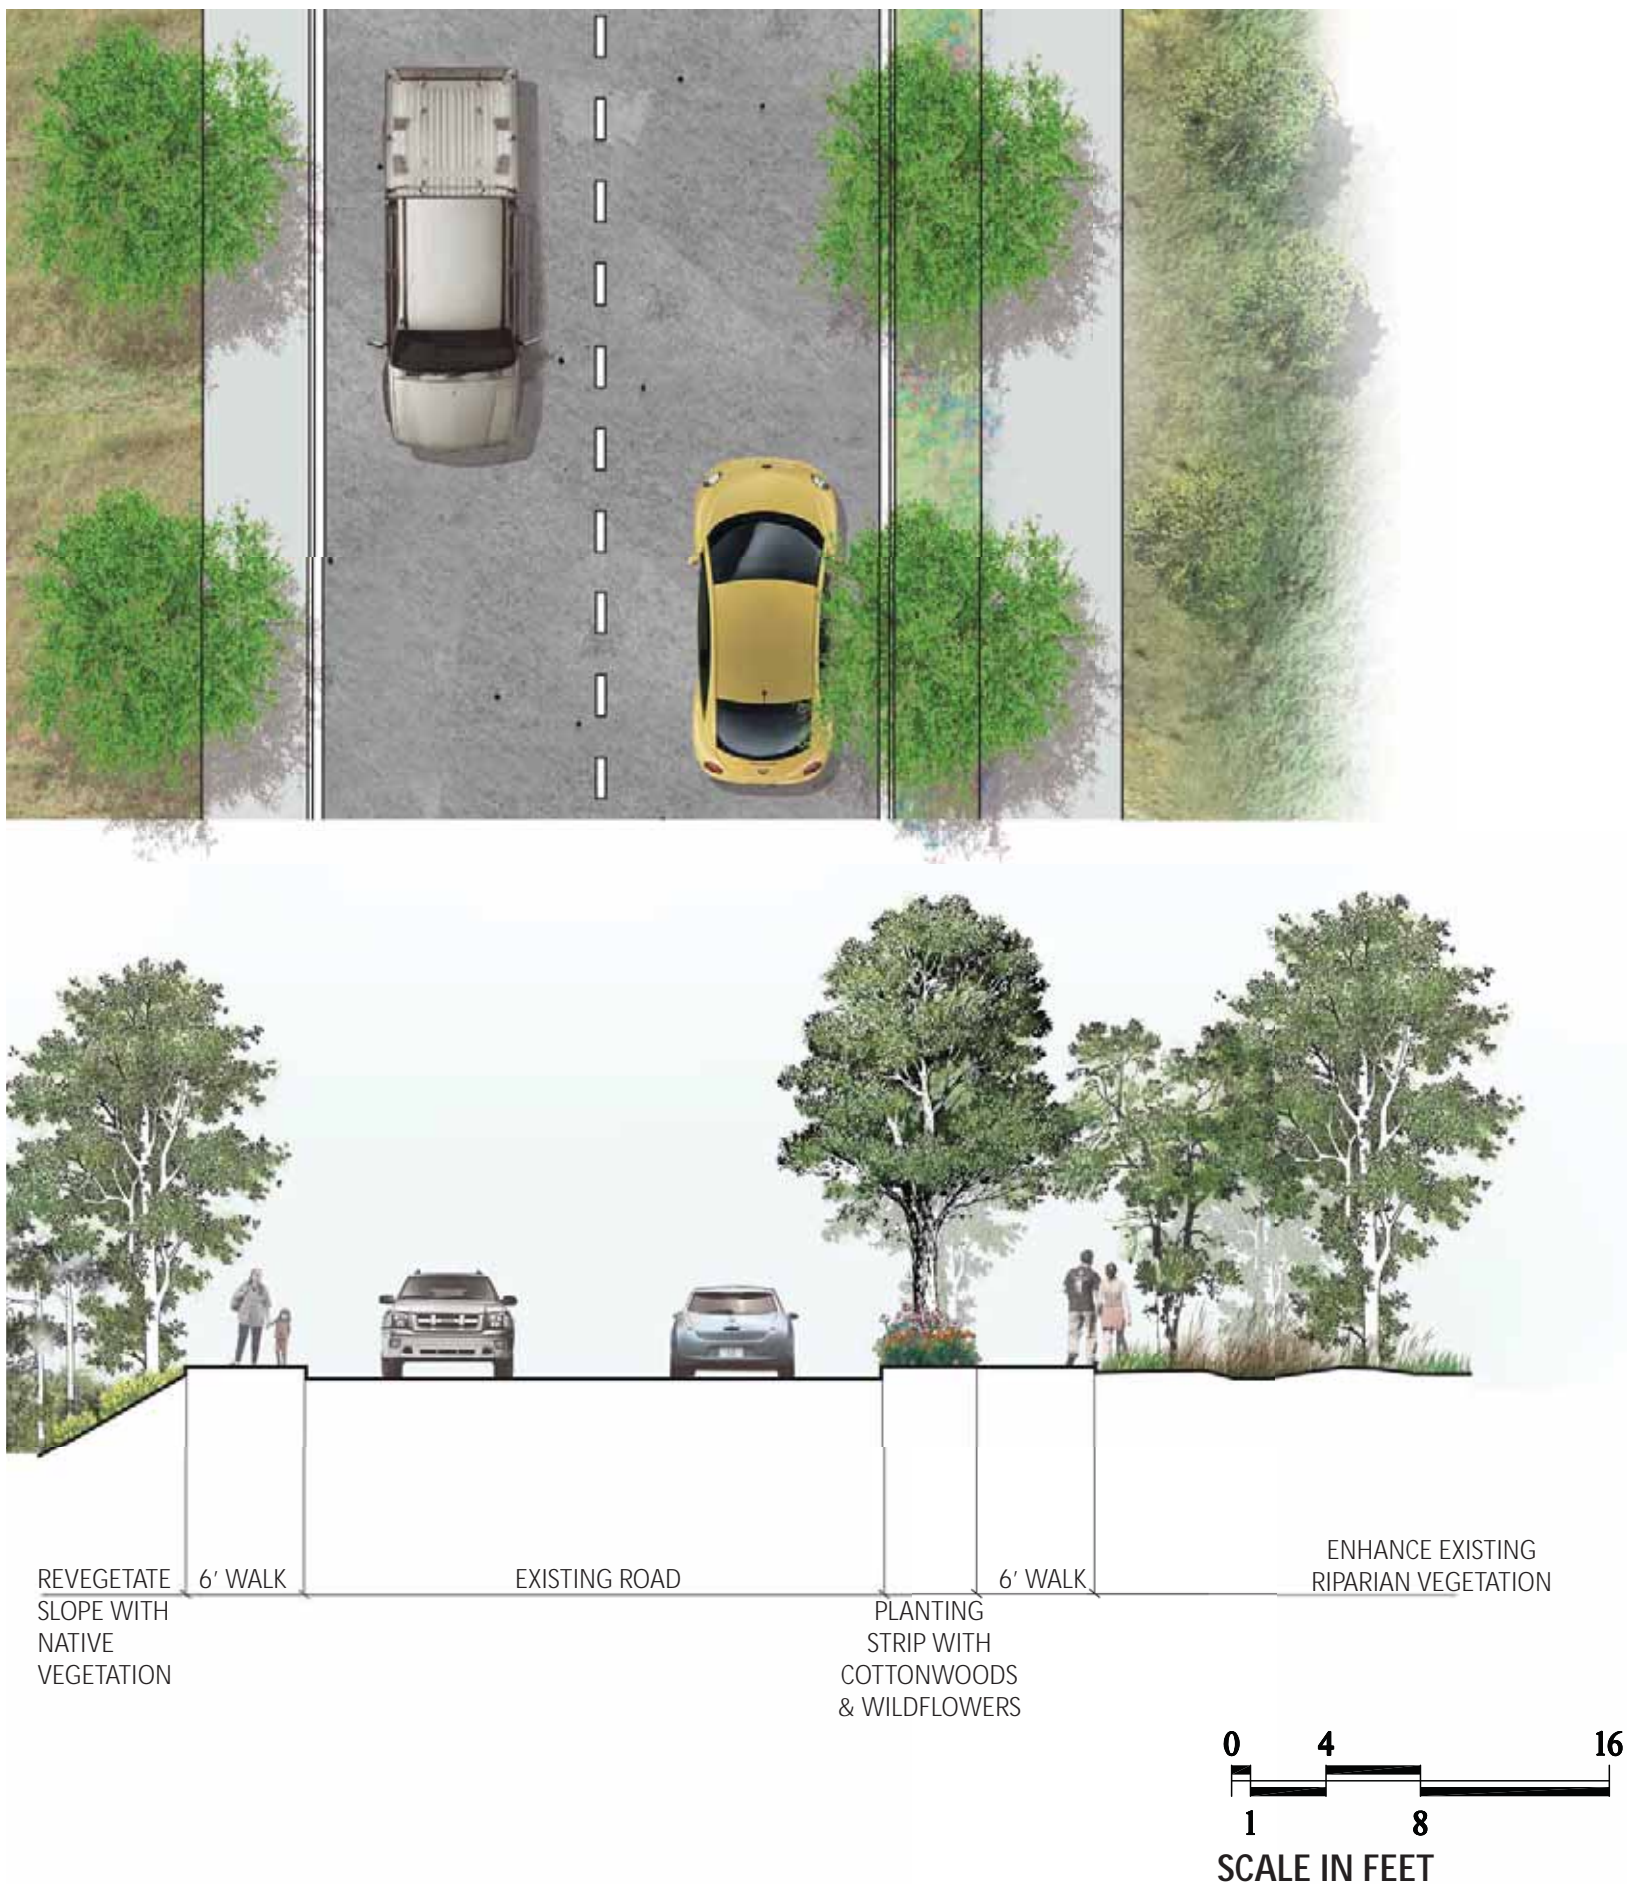 REVEGETATE
SLOPE WITH
NATIVE
VEGETATION
6' WALK
EXISTING ROAD
PLANTING
STRIP WITH
COTTONWOODS
& WILDFLOWERS
6' WALK
ENHANCE EXISTING
RIPARIAN VEGETATION
0 4 16
1 8
SCALE IN FEET